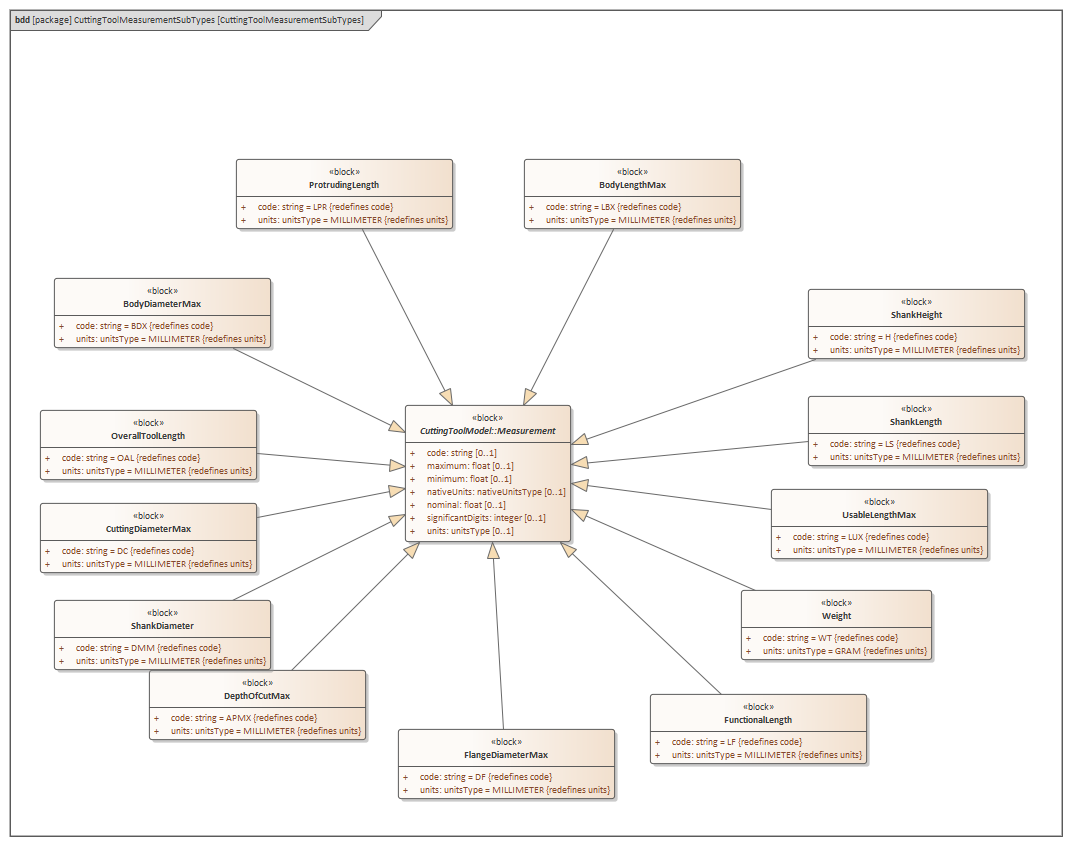 bdd [package] CuttingToolMeasurementSubTypes [CuttingToolMeasurementSubTypes]
«block»
ProtrudingLength
+ code: string = LPR {redefines code}
+ units: unitsType = MILLIMETER {redefines units}
«block»
BodyLengthMax
+ code: string = LBX {redefines code}
+ units: unitsType = MILLIMETER {redefines units}
«block»
BodyDiameterMax
+ code: string = BDX {redefines code}
+ units: unitsType = MILLIMETER {redefines units}
«block»
ShankHeight
+ code: string = H {redefines code}
+ units: unitsType = MILLIMETER {redefines units}
«block»
OverallToolLength
+ code: string = OAL {redefines code}
+ units: unitsType = MILLIMETER {redefines units}
«block»
CuttingToolModel::Measurement
+ code: string [0..1]
+ maximum: float [0..1]
+ minimum: float [0..1]
+ nativeUnits: nativeUnitsType [0..1]
+ nominal: float [0..1]
+ significantDigits: integer [0..1]
+ units: unitsType [0..1]
«block»
ShankLength
+ code: string = LS {redefines code}
+ units: unitsType = MILLIMETER {redefines units}
«block»
CuttingDiameterMax
+ code: string = DC {redefines code}
+ units: unitsType = MILLIMETER {redefines units}
«block»
UsableLengthMax
+ code: string = LUX {redefines code}
+ units: unitsType = MILLIMETER {redefines units}
«block»
ShankDiameter
+ code: string = DMM {redefines code}
+ units: unitsType = MILLIMETER {redefines units}
«block»
Weight
+ code: string = WT {redefines code}
+ units: unitsType = GRAM {redefines units}
«block»
DepthOfCutMax
+ code: string = APMX {redefines code}
+ units: unitsType = MILLIMETER {redefines units}
«block»
FunctionalLength
+ code: string = LF {redefines code}
+ units: unitsType = MILLIMETER {redefines units}
«block»
FlangeDiameterMax
+ code: string = DF {redefines code}
+ units: unitsType = MILLIMETER {redefines units}